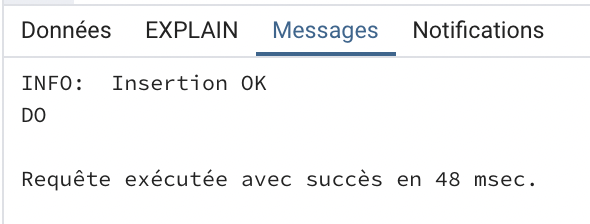 Données EXPLAIN Messages Notifications
INFO:  Insertion OK
DO
Requête exécutée avec succès en 48 msec.